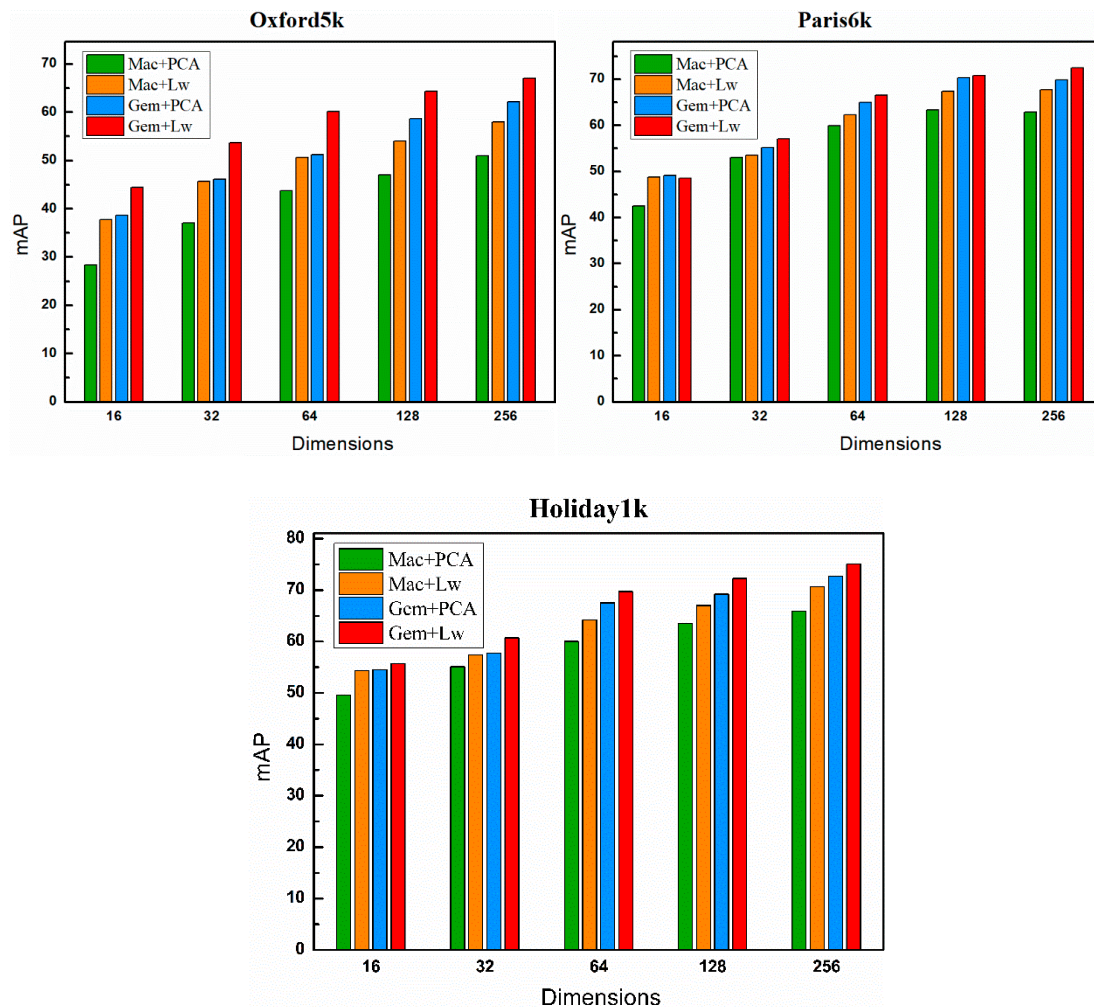 Oxford5k
Mac+PCA
Mac+Lw
Gem+PCA
Gem+Lw
70
60
50
40
30
20
10
0
mAP
16 32 64 128 256
Dimensions
Paris6k
Mac+PCA
Mac+Lw
Gem+PCA
Gem+Lw
70
60
50
40
30
20
10
0
mAP
16 32 64 128 256
Dimensions
Holiday1k
Mac+PCA
Mac+Lw
Gem+PCA
Gem+Lw
80
70
60
50
40
30
20
10
0
mAP
16 32 64 128 256
Dimensions